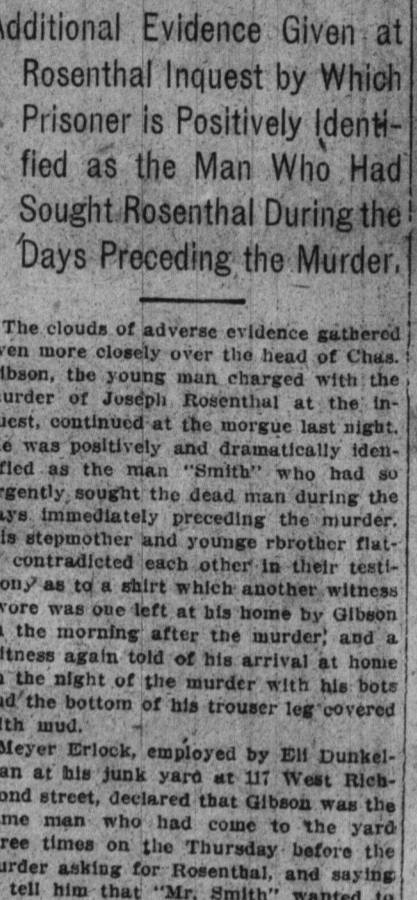 dditional Evidence Given at
Rosenthal Inquest by Which
Prisoner is Positively Identi-
fied as the Man Who Had
Sought Rosenthal During the
Days Preceding the Murder.
The clouds of adverse evidence gathered
ven more closely over the head of Chas.
ibson, the young man charged with the
urder of Joseph Rosenthal at the in-
uest, continued at the morgue last night.
e was positively and dramatically iden-
fied as the man "Smith" who had so
rgently sought the dead man during the
ays immediately preceding the murder.
is stepmother and younge rbrother flat-
contradicted each other in their testi-
ony as to a shirt which another witness
wore was one left at his home by Gibson
the morning after the murder, and a
itness again told of his arrival at home
the night of the murder with his bots
nd the bottom of his trouser leg covered
ith mud.
Meyer Erlock, employed by Eli Dunkel-
an at his junk yard at 117 West Rich-
ond street, declared that Gibson was the
me man who had come to the yard
ree times on the Thursday before the
urder asking for Rosenthal, and saying
tell him that "Mr. Smith" wanted to